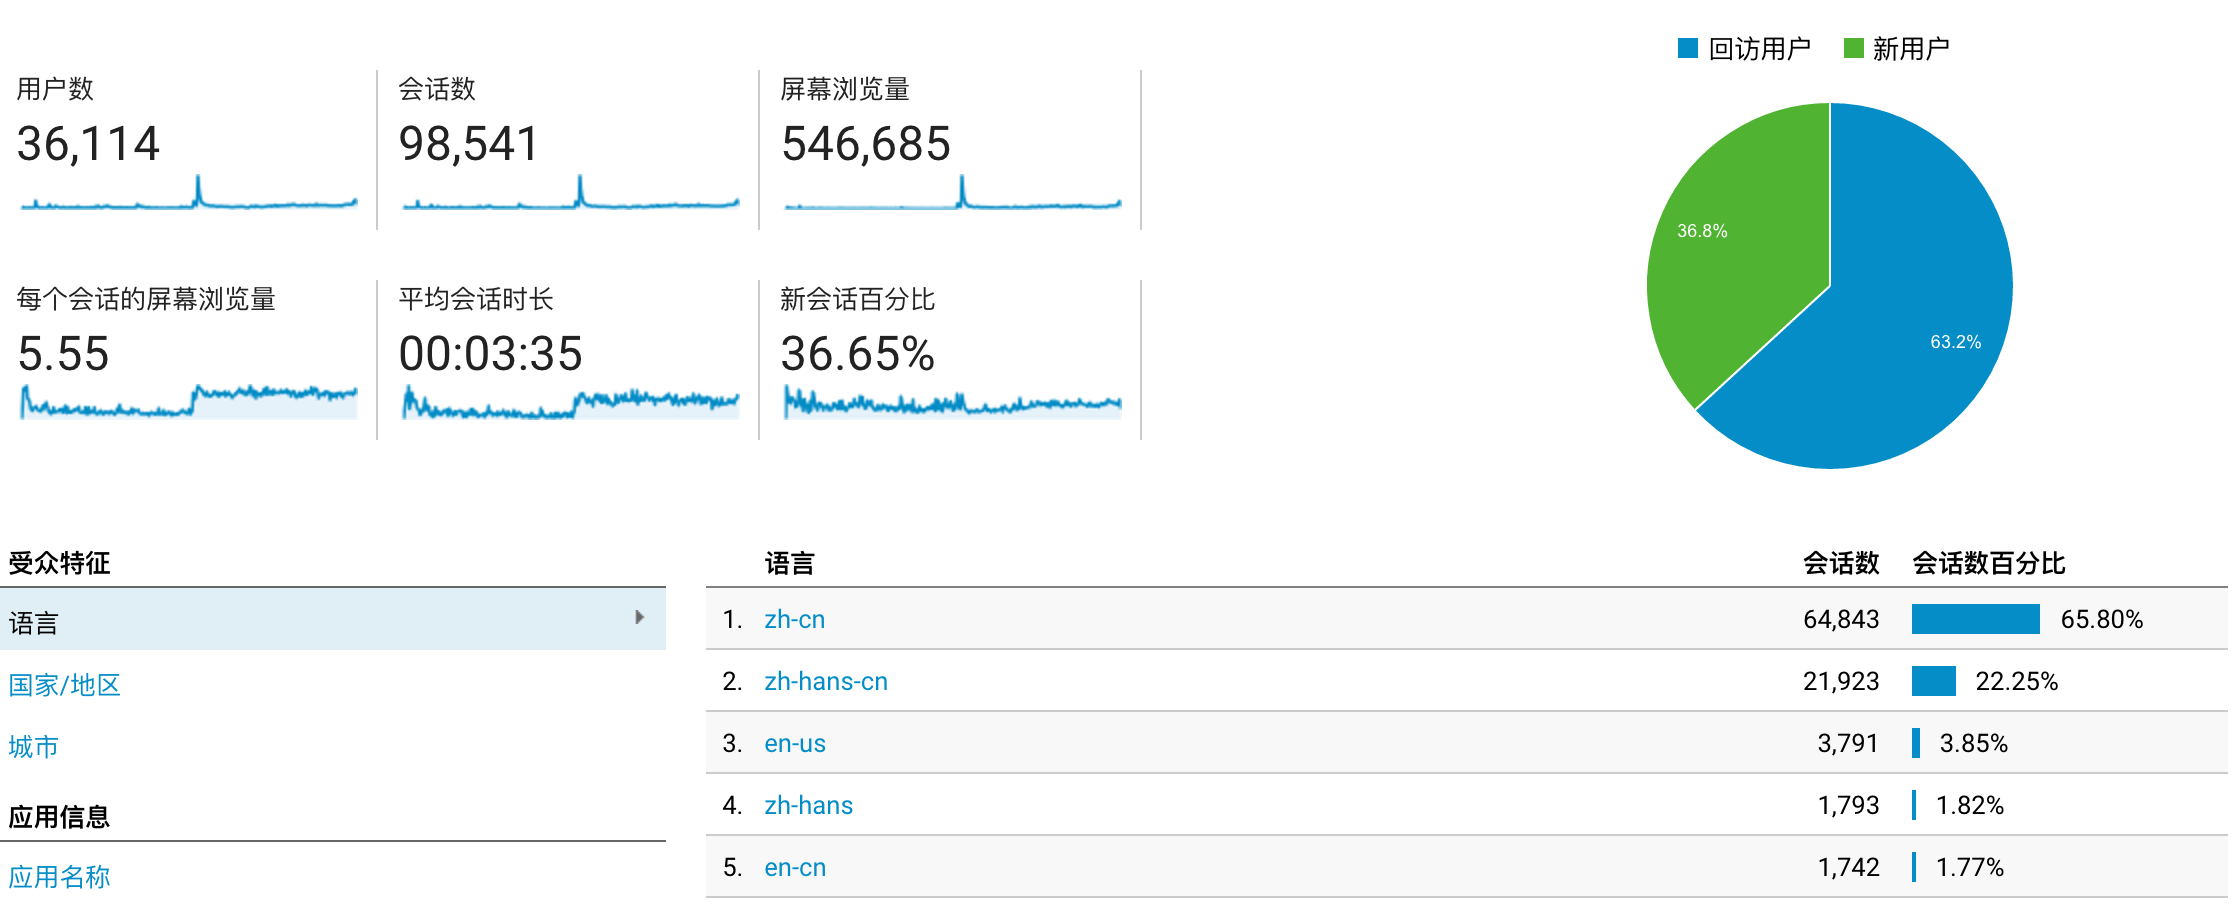 回访用户 新用户
用户数
36,114
会话数
98,541
屏幕浏览量
546,685
36.8%
63.2%
每个会话的屏幕浏览量
5.55
平均会话时长
00:03:35
新会话百分比
36.65%
受众特征
语言
国家/地区
城市
应用信息
应用名称
语言 会话数 会话数百分比
1. zh-cn 64,843 65.80%
2. zh-hans-cn 21,923 22.25%
3. en-us 3,791 3.85%
4. zh-hans 1,793 1.82%
5. en-cn 1,742 1.77%